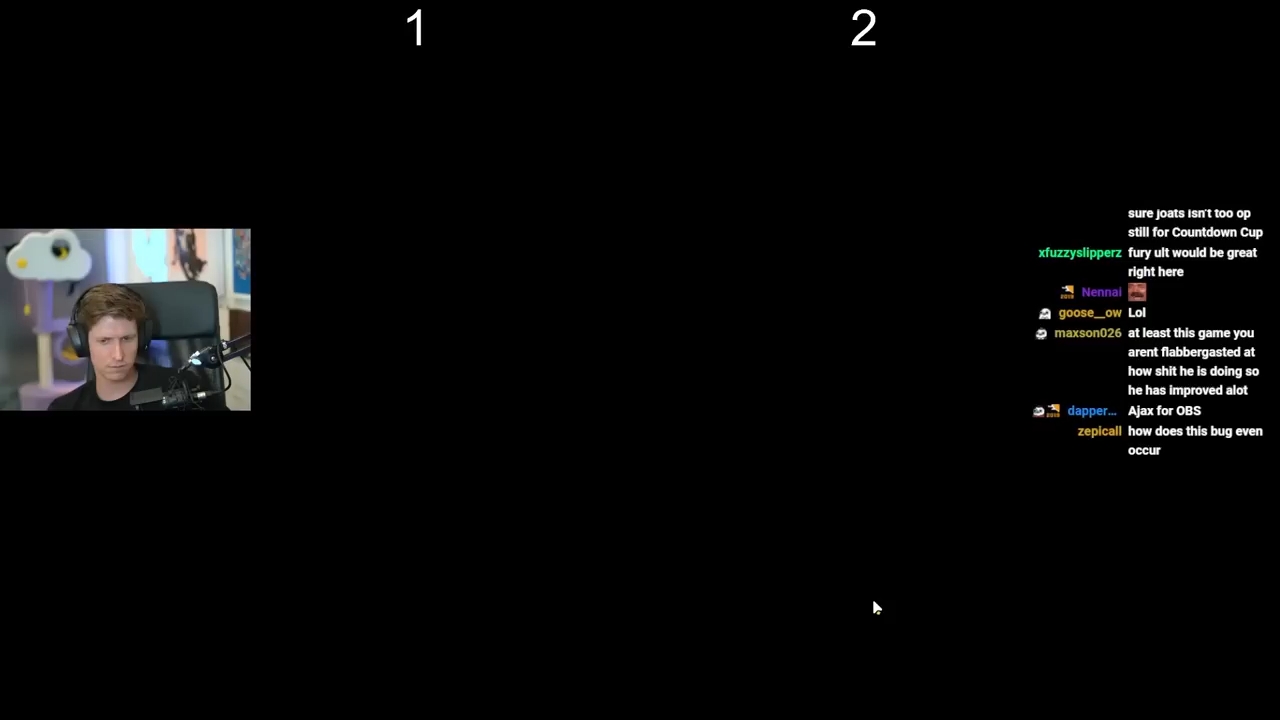 1
2
sure joats isn't too op
still for Countdown Cup
xfuzzyslipperz fury ult would be great
right here
Nennai
goose__ow Lol
maxson026 at least this game you
arent flabbergasted at
how shit he is doing so
he has improved alot
dapper... Ajax for OBS
zepicall how does this bug even
occur